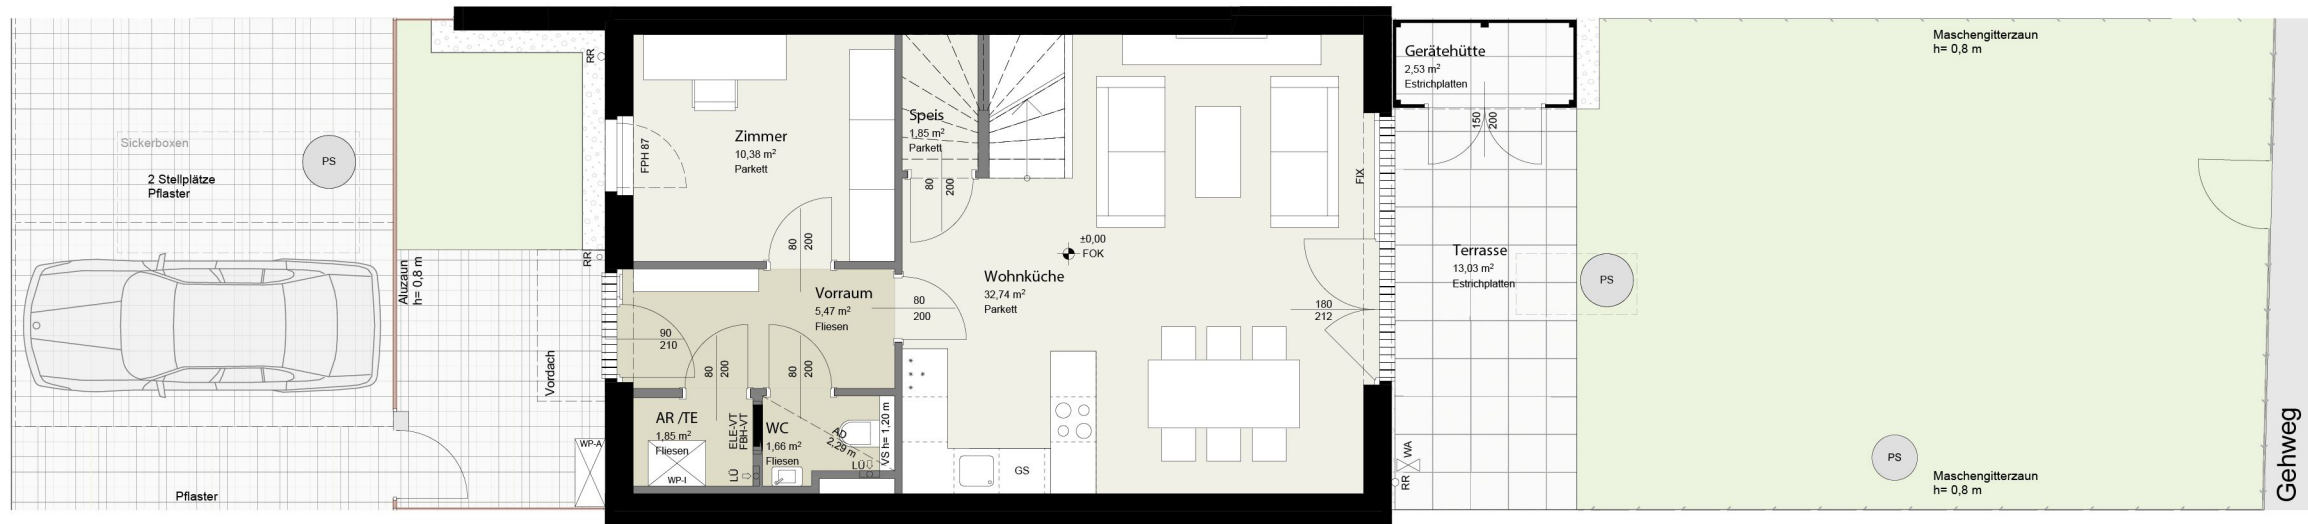 Sickerboxen
PS
2 Stellplätze
Pflaster
Pflaster
Aluzaun
h= 0,8 m
RR
RR
Vordach
WP-A
FPH 87
Zimmer
10,38 m²
Parkett
80
200
Speis
1,85 m²
Parkett
80
200
Vorraum
5,47 m²
Fliesen
90
210
80
200
80
200
80
200
AR /TE
1,85 m²
Fliesen
WP-I
ELE-VT
FBH-VT
LÜ
WC
1,66 m²
Fliesen
AD
2,29 m
LÜ
VS h= 1,20 m
±0,00
FOK
Wohnküche
32,74 m²
Parkett
GS
FIX
180
212
Gerätehütte
2,53 m²
Estrichplatten
150
200
Terrasse
13,03 m²
Estrichplatten
PS
WA
RR
Maschengitterzaun
h= 0,8 m
PS
Maschengitterzaun
h= 0,8 m
Gehweg